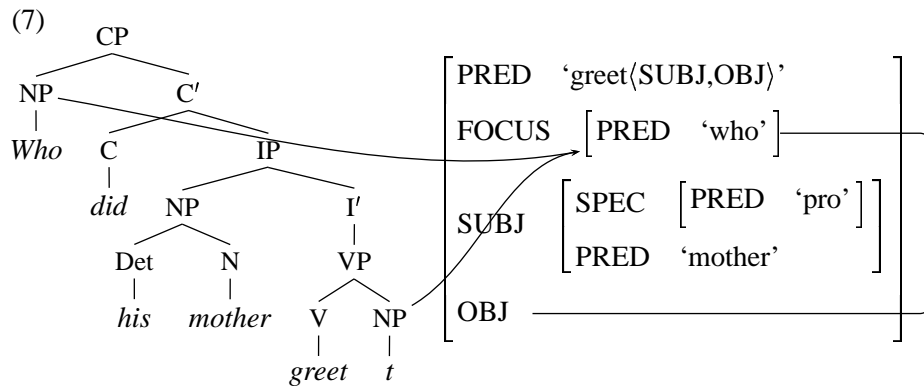 (7)
CP
NP C′
Who C IP
did NP I′
Det N VP
his mother V NP
greet t
PRED ‘greet⟨SUBJ,OBJ⟩’
FOCUS [PRED ‘who’]
SUBJ [SPEC [PRED ‘pro’]
PRED ‘mother’]
OBJ